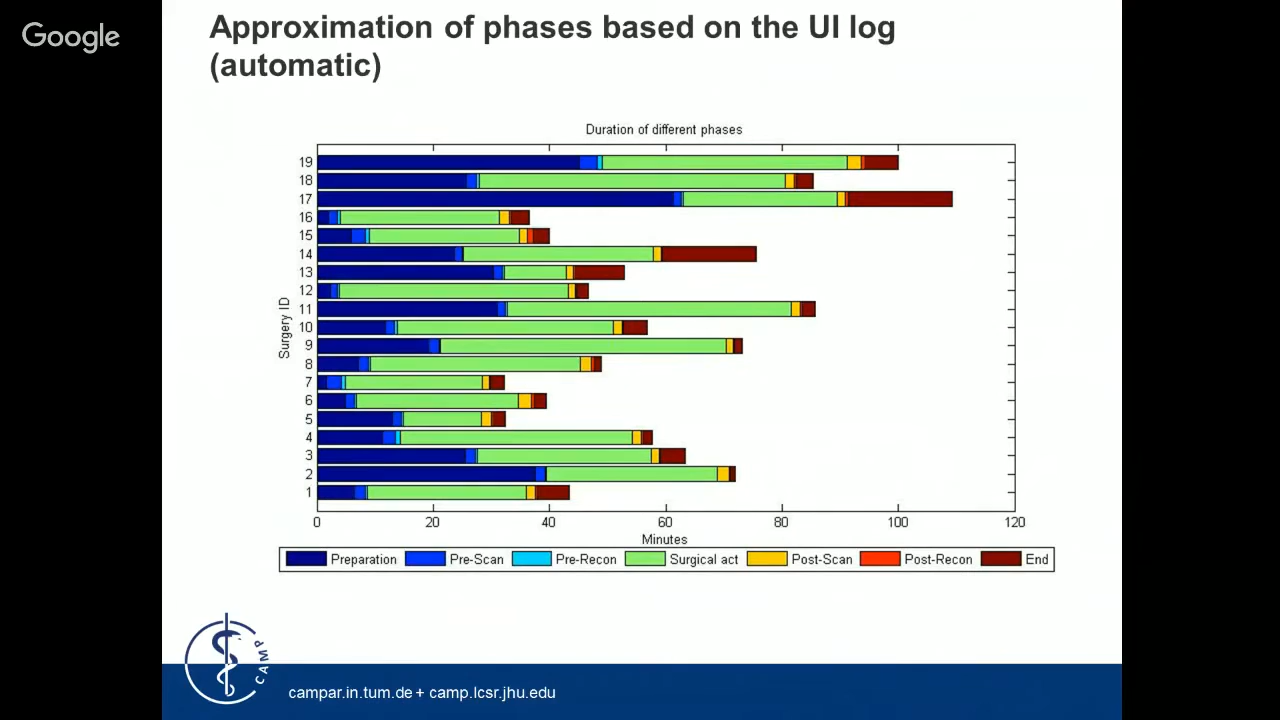 Google
Approximation of phases based on the UI log
(automatic)
Duration of different phases
19
18
17
16
15
14
13
12
11
10
9
8
7
6
5
4
3
2
1
Surgery ID
0 20 40 60 80 100 120
Minutes
Preparation Pre-Scan Pre-Recon Surgical act Post-Scan Post-Recon End
CAMP
campar.in.tum.de + camp.lcsr.jhu.edu